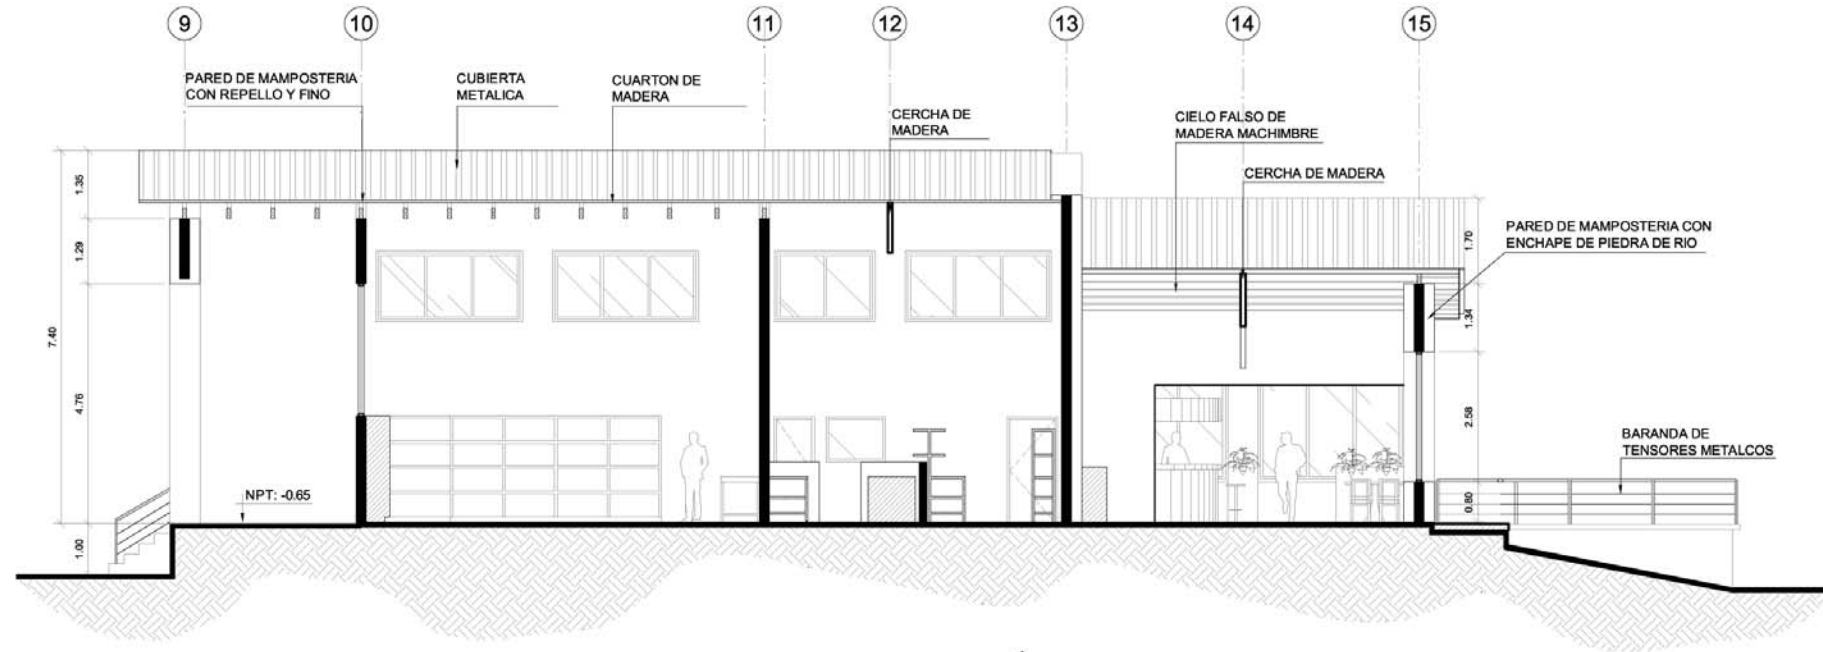 9
10
11
12
13
14
15
PARED DE MAMPOSTERIA
CON REPELLO Y FINO
CUBIERTA
METALICA
CUARTON DE
MADERA
CERCHA DE
MADERA
CIELO FALSO DE
MADERA MACHIMBRE
CERCHA DE MADERA
PARED DE MAMPOSTERIA CON
ENCHAPE DE PIEDRA DE RIO
BARANDA DE
TENSORES METALCOS
NPT: -0.65
7.40
1.35
1.29
4.76
1.00
1.70
1.34
2.58
0.80